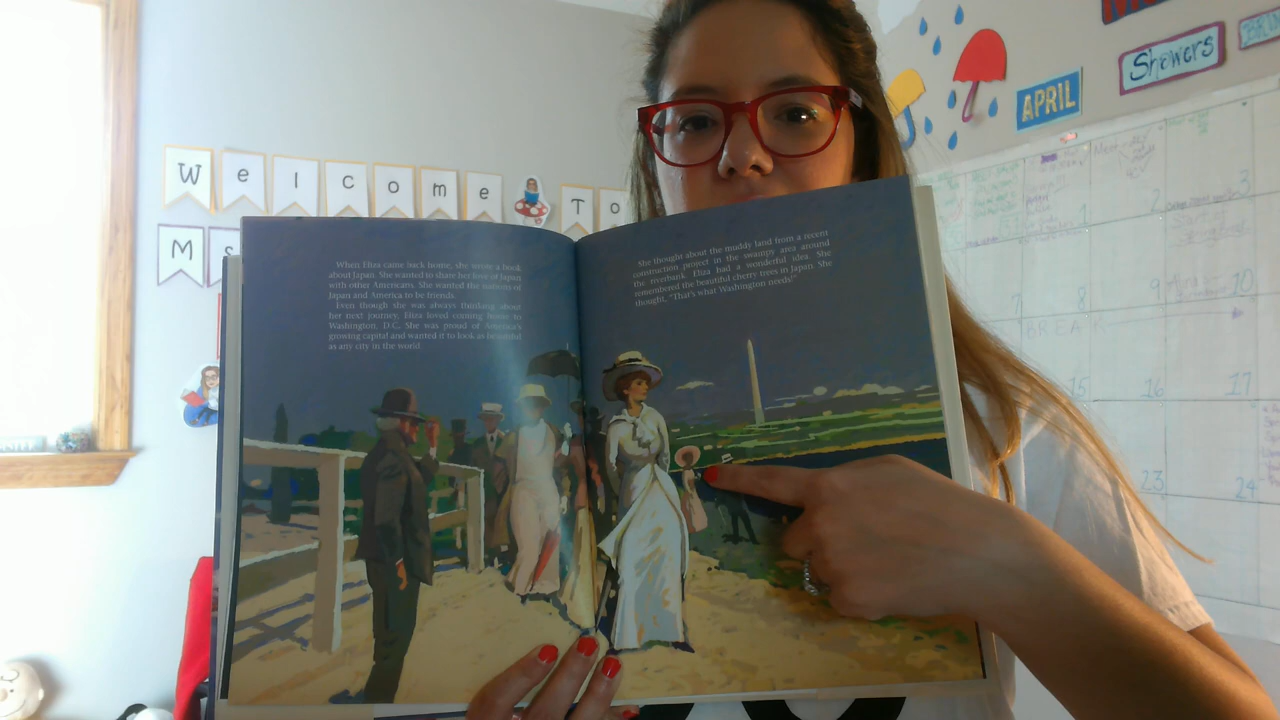 Welcome To
Ms
APRIL
Showers
When Eliza came back home, she wrote a book
about Japan. She wanted to share her love of Japan
with other Americans. She wanted the nations of
Japan and America to be friends.
Even though she was always thinking about
her next journey, Eliza loved coming home to
Washington, D.C. She was proud of America's
growing capital and wanted it to look as beautiful
as any city in the world.
She thought about the muddy land from a recent
construction project in the swampy area around
the riverbank. Eliza had a wonderful idea. She
remembered the beautiful cherry trees in Japan. She
thought, "That's what Washington needs!"
1 2 3
7 8 9 10
BREAK
15 16 17
23 24